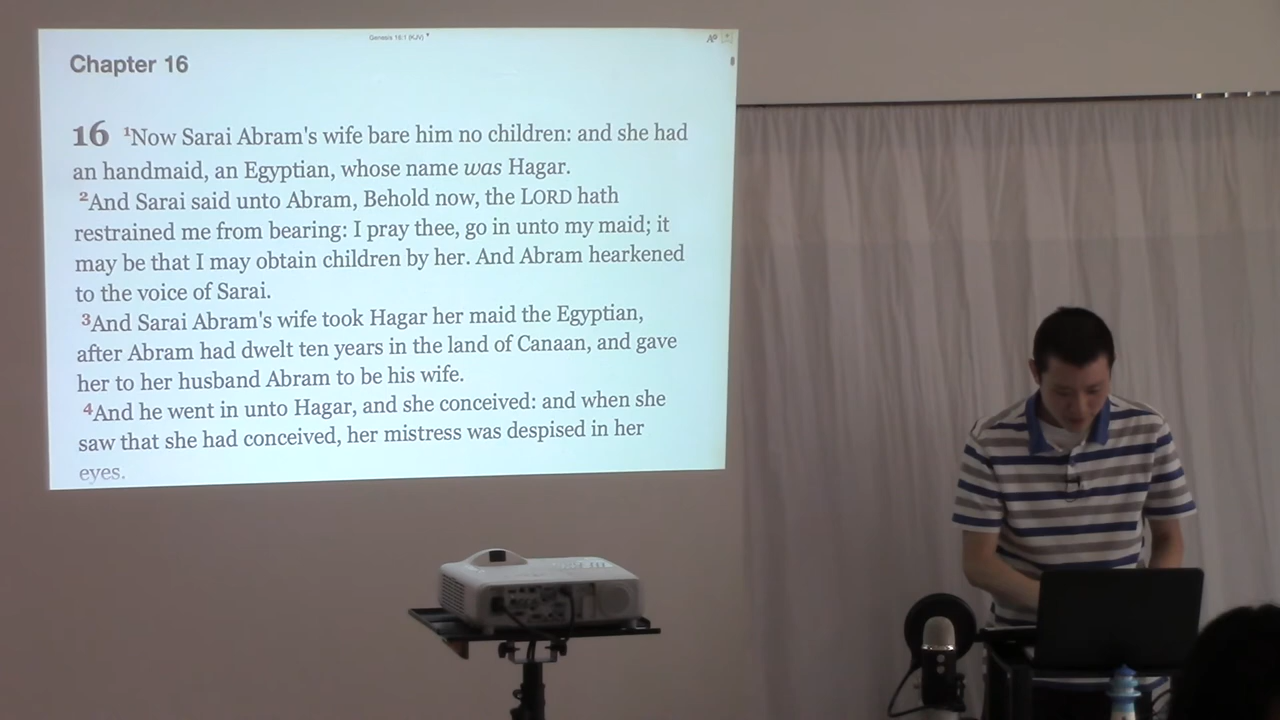 Genesis 16:1 (KJV)
Chapter 16
16 1Now Sarai Abram's wife bare him no children: and she had
an handmaid, an Egyptian, whose name was Hagar.
2And Sarai said unto Abram, Behold now, the LORD hath
restrained me from bearing: I pray thee, go in unto my maid; it
may be that I may obtain children by her. And Abram hearkened
to the voice of Sarai.
3And Sarai Abram's wife took Hagar her maid the Egyptian,
after Abram had dwelt ten years in the land of Canaan, and gave
her to her husband Abram to be his wife.
4And he went in unto Hagar, and she conceived: and when she
saw that she had conceived, her mistress was despised in her
eyes.